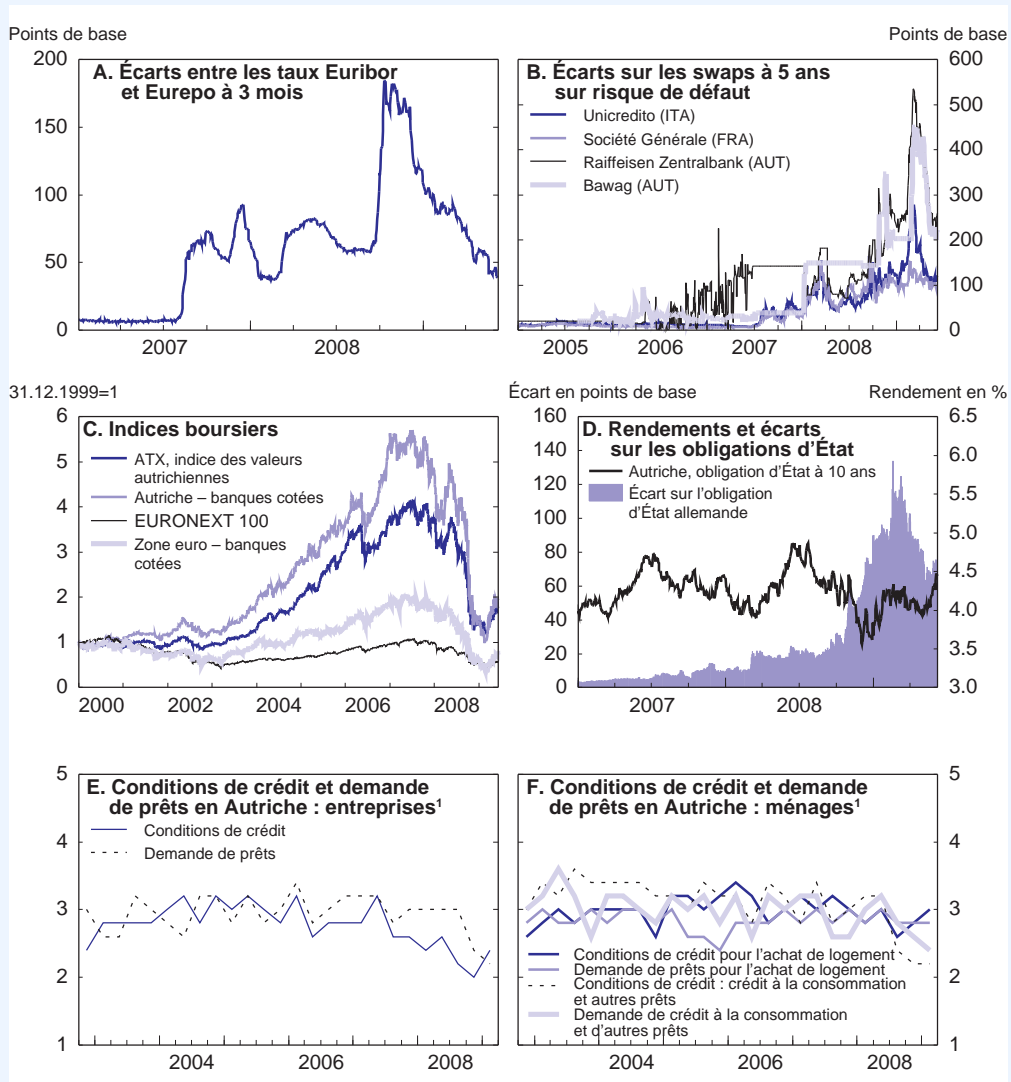 Points de base
Points de base
A. Écarts entre les taux Euribor
et Eurepo à 3 mois
200
150
100
50
0
2007
2008
B. Écarts sur les swaps à 5 ans
sur risque de défaut
Unicredito (ITA)
Société Générale (FRA)
Raiffeisen Zentralbank (AUT)
Bawag (AUT)
600
500
400
300
200
100
0
2005
2006
2007
2008
31.12.1999=1
C. Indices boursiers
ATX, indice des valeurs
autrichiennes
Autriche – banques cotées
EURONEXT 100
Zone euro – banques
cotées
6
5
4
3
2
1
0
2000
2002
2004
2006
2008
Écart en points de base
Rendement en %
D. Rendements et écarts
sur les obligations d'État
Autriche, obligation d'État à 10 ans
Écart sur l'obligation
d'État allemande
160
140
120
100
80
60
40
20
0
6.5
6.0
5.5
5.0
4.5
4.0
3.5
3.0
2007
2008
E. Conditions de crédit et demande
de prêts en Autriche : entreprises¹
Conditions de crédit
Demande de prêts
5
4
3
2
1
2004
2006
2008
F. Conditions de crédit et demande
de prêts en Autriche : ménages¹
Conditions de crédit pour l'achat de logement
Demande de prêts pour l'achat de logement
Conditions de crédit : crédit à la consommation
et autres prêts
Demande de crédit à la consommation
et d'autres prêts
5
4
3
2
1
2004
2006
2008